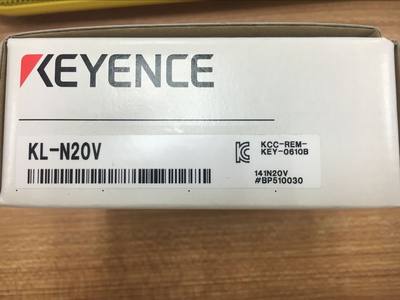 KEYENCE
KL-N20V
KCC-REM-
KEY-0610B
141N20V
#BP510030